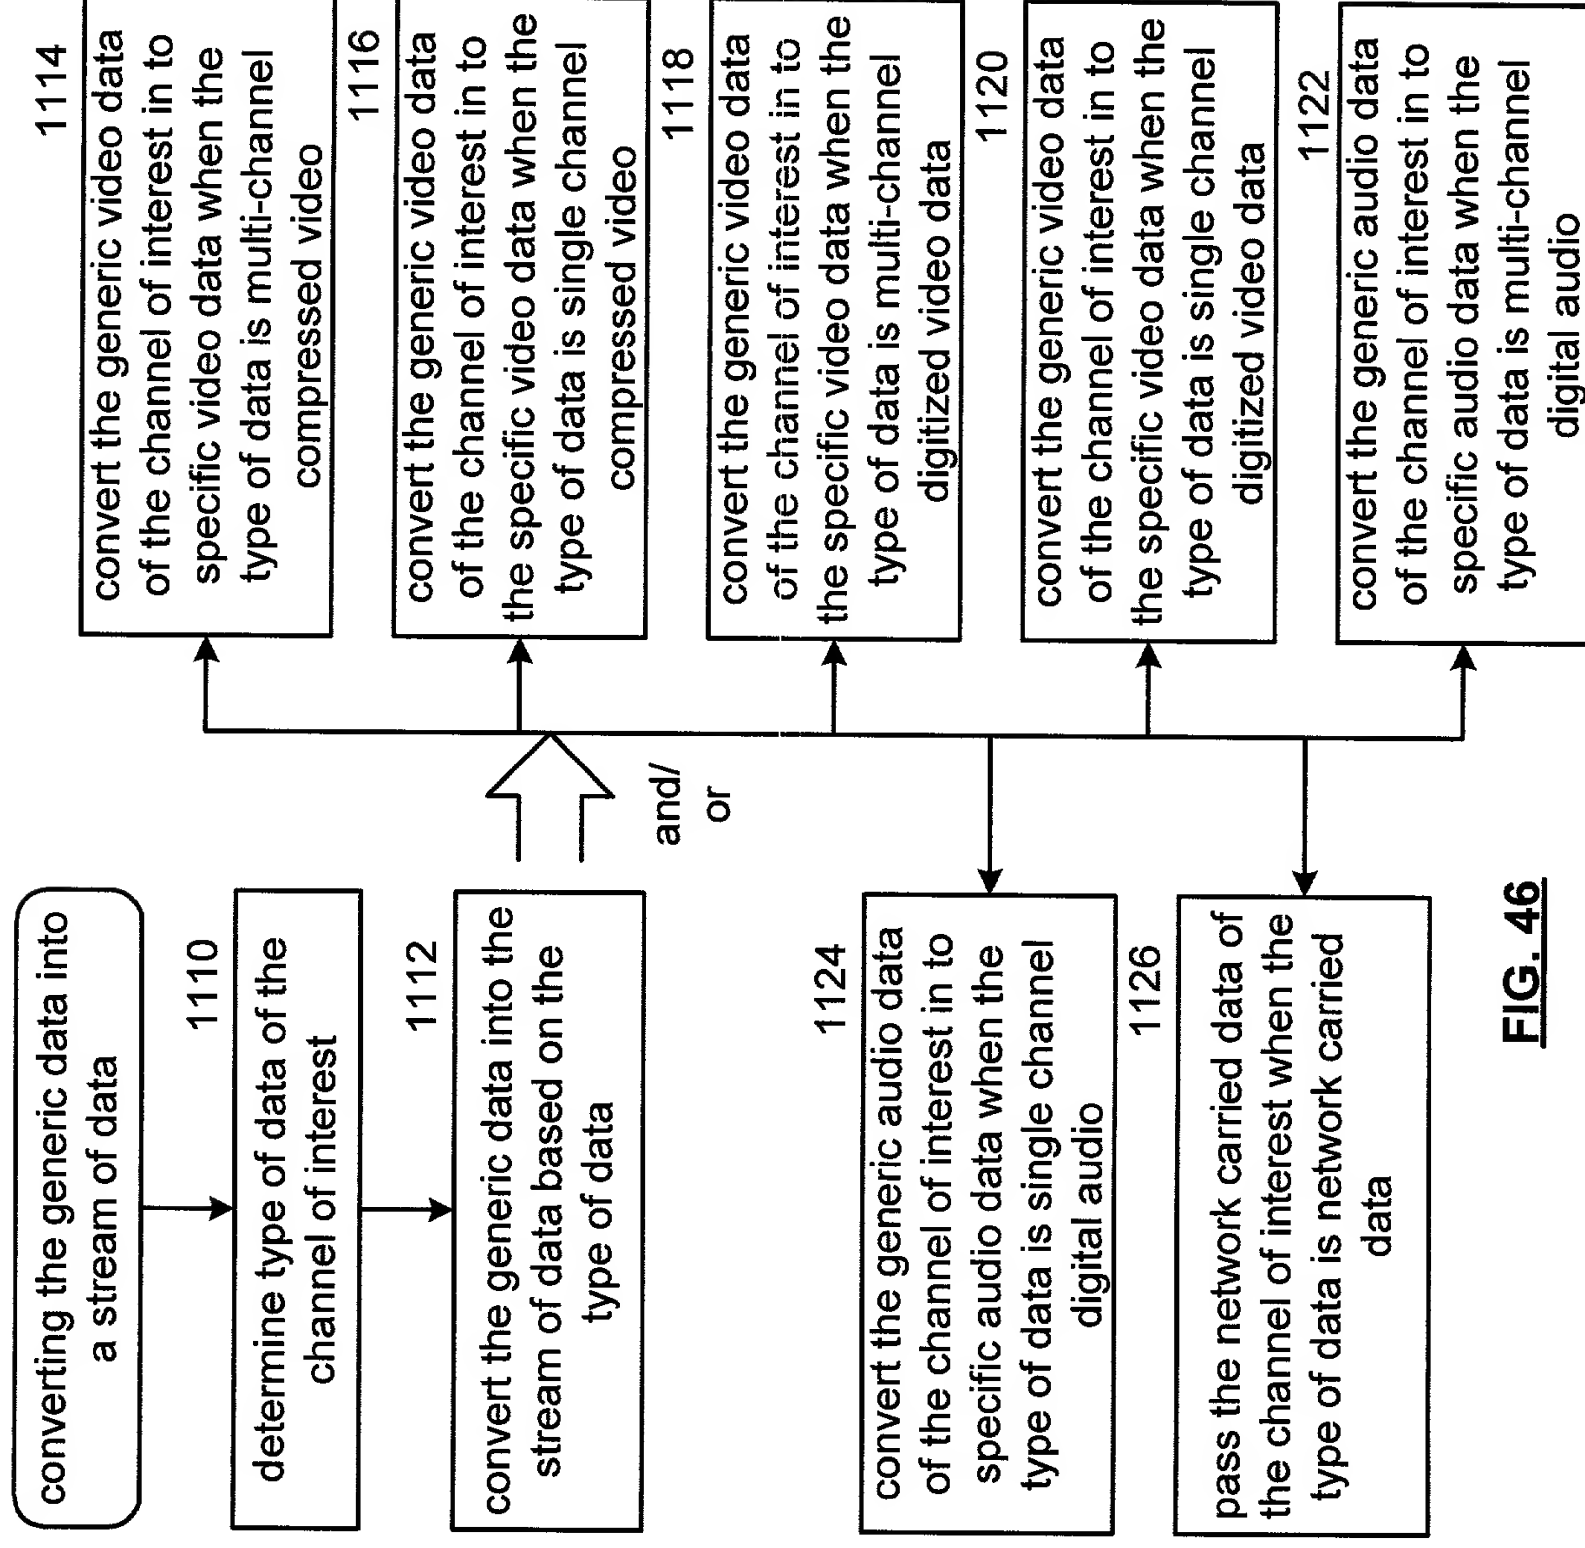 converting the generic data into
a stream of data
1110
determine type of data of the
channel of interest
1112
convert the generic data into the
stream of data based on the
type of data
and/
or
1114
convert the generic video data
of the channel of interest in to
specific video data when the
type of data is multi-channel
compressed video
1116
convert the generic video data
of the channel of interest in to
the specific video data when the
type of data is single channel
compressed video
1118
convert the generic video data
of the channel of interest in to
the specific video data when the
type of data is multi-channel
digitized video data
1120
convert the generic video data
of the channel of interest in to
the specific video data when the
type of data is single channel
digitized video data
1122
convert the generic audio data
of the channel of interest in to
specific audio data when the
type of data is multi-channel
digital audio
1124
convert the generic audio data
of the channel of interest in to
specific audio data when the
type of data is single channel
digital audio
1126
pass the network carried data of
the channel of interest when the
type of data is network carried
data
FIG. 46